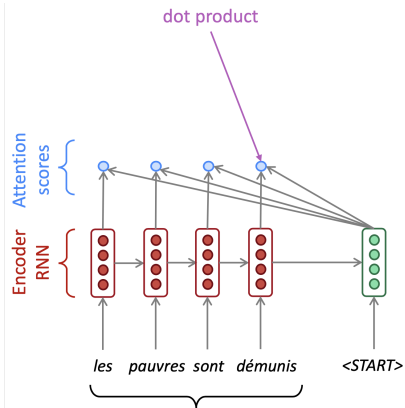 dot product
Attention
scores
Encoder
RNN
les pauvres sont démunis <START>